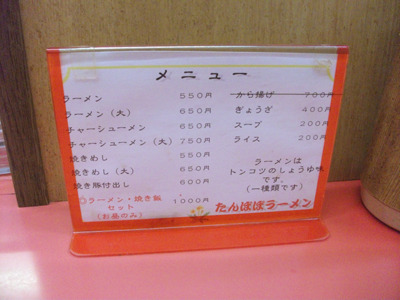 メニュー
ラーメン 550円
ラーメン(大) 650円
チャーシューメン 650円
チャーシューメン(大) 750円
焼きめし 550円
焼きめし(大) 650円
焼き豚付出し 600円
◎ラーメン・焼き飯 1000円
セット
(お昼のみ)
から揚げ 700円
ぎょうざ 400円
スープ 200円
ライス 200円
ラーメンは
トンコツのしょうゆ味
です。
(一種類です)
たんぽぽラーメン